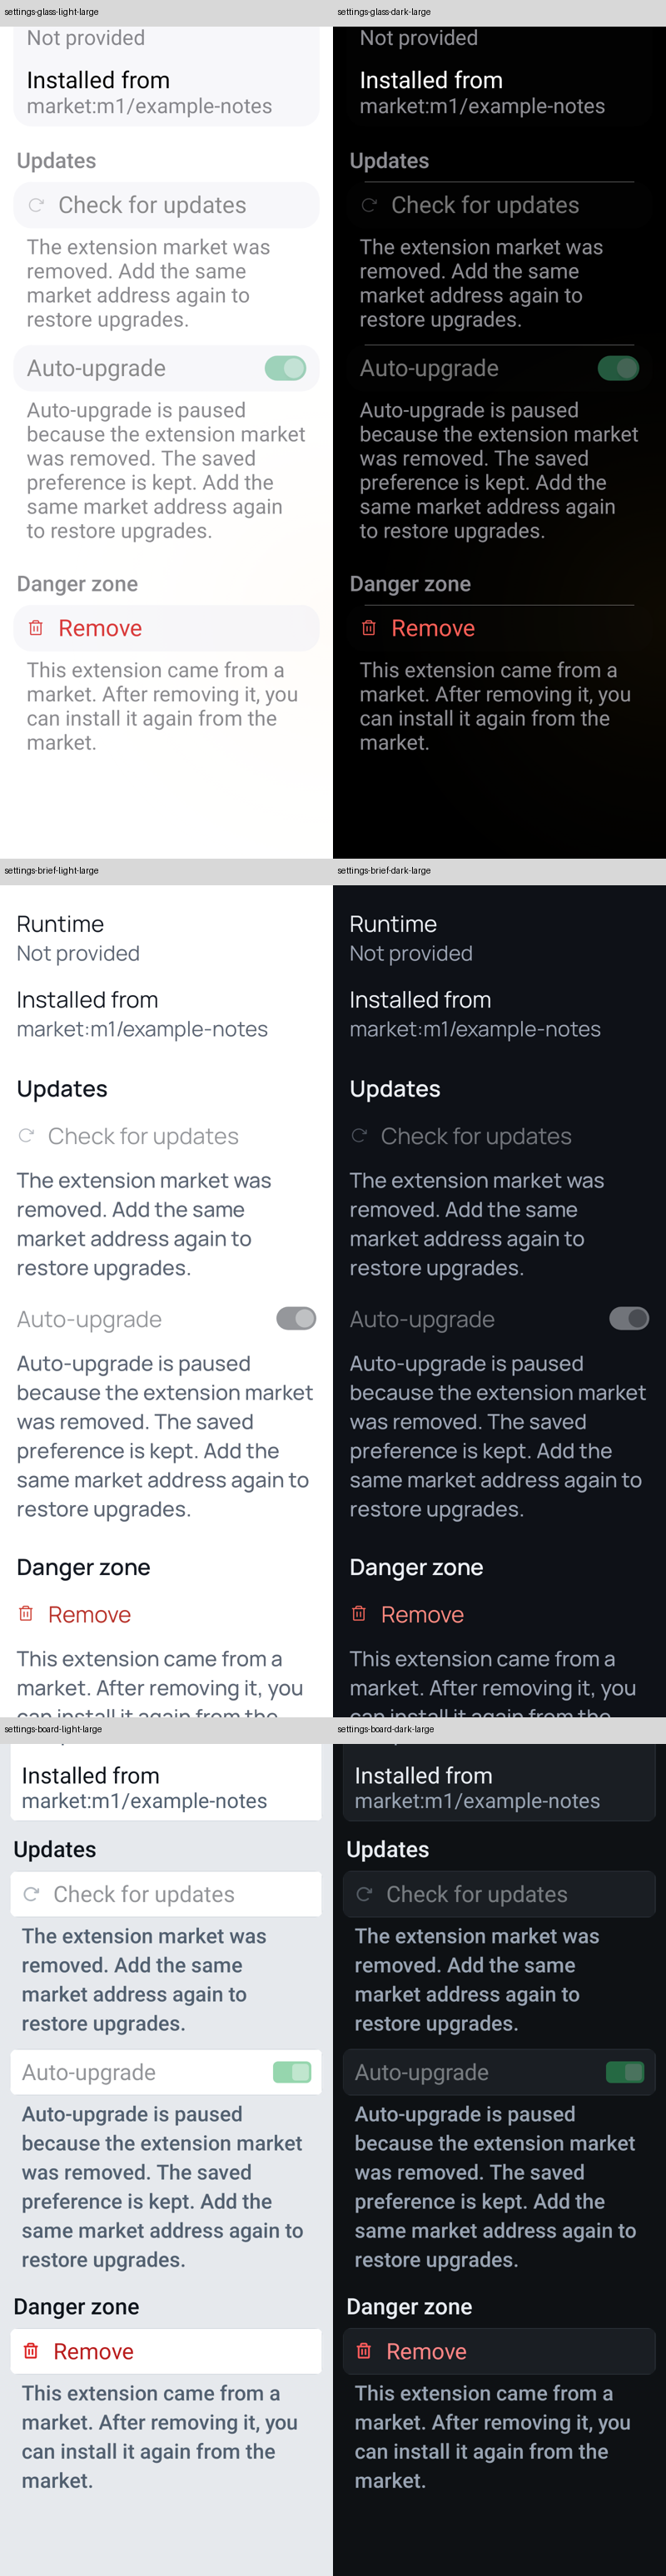 settings-glass-light-large
Not provided
Installed from
market:m1/example-notes
Updates
Check for updates
The extension market was
removed. Add the same
market address again to
restore upgrades.
Auto-upgrade
Auto-upgrade is paused
because the extension market
was removed. The saved
preference is kept. Add the
same market address again
to restore upgrades.
Danger zone
Remove
This extension came from a
market. After removing it, you
can install it again from the
market.
settings-glass-dark-large
Not provided
Installed from
market:m1/example-notes
Updates
Check for updates
The extension market was
removed. Add the same
market address again to
restore upgrades.
Auto-upgrade
Auto-upgrade is paused
because the extension market
was removed. The saved
preference is kept. Add the
same market address again
to restore upgrades.
Danger zone
Remove
This extension came from a
market. After removing it, you
can install it again from the
market.
settings-brief-light-large
Runtime
Not provided
Installed from
market:m1/example-notes
Updates
Check for updates
The extension market was
removed. Add the same
market address again to
restore upgrades.
Auto-upgrade
Auto-upgrade is paused
because the extension market
was removed. The saved
preference is kept. Add the
same market address again to
restore upgrades.
Danger zone
Remove
This extension came from a
market. After removing it, you
can install it again from the
settings-brief-dark-large
Runtime
Not provided
Installed from
market:m1/example-notes
Updates
Check for updates
The extension market was
removed. Add the same
market address again to
restore upgrades.
Auto-upgrade
Auto-upgrade is paused
because the extension market
was removed. The saved
preference is kept. Add the
same market address again to
restore upgrades.
Danger zone
Remove
This extension came from a
market. After removing it, you
can install it again from the
settings-board-light-large
Installed from
market:m1/example-notes
Updates
Check for updates
The extension market was
removed. Add the same
market address again to
restore upgrades.
Auto-upgrade
Auto-upgrade is paused
because the extension market
was removed. The saved
preference is kept. Add the
same market address again to
restore upgrades.
Danger zone
Remove
This extension came from a
market. After removing it, you
can install it again from the
market.
settings-board-dark-large
Installed from
market:m1/example-notes
Updates
Check for updates
The extension market was
removed. Add the same
market address again to
restore upgrades.
Auto-upgrade
Auto-upgrade is paused
because the extension market
was removed. The saved
preference is kept. Add the
same market address again to
restore upgrades.
Danger zone
Remove
This extension came from a
market. After removing it, you
can install it again from the
market.